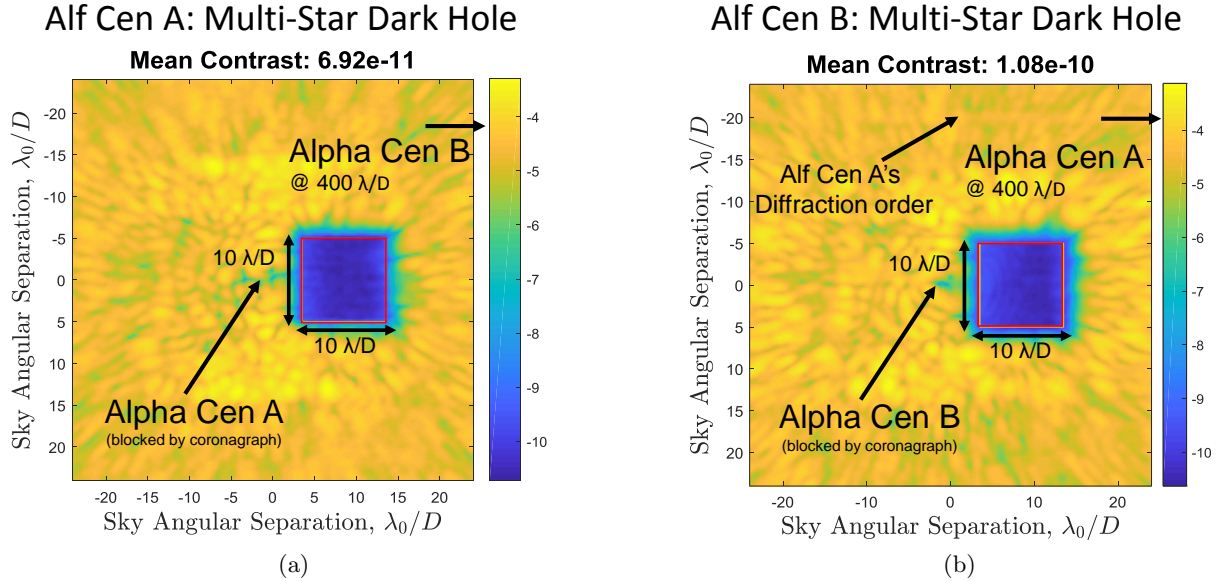 Alf Cen A: Multi-Star Dark Hole
Mean Contrast: 6.92e-11
Sky Angular Separation, λ₀/D
-20
-15
-10
-5
0
5
10
15
20
Alpha Cen B
@ 400 λ/D
10 λ/D
10 λ/D
Alpha Cen A
(blocked by coronagraph)
-4
-5
-6
-7
-8
-9
-10
-20 -15 -10 -5 0 5 10 15 20
Sky Angular Separation, λ₀/D
(a)
Alf Cen B: Multi-Star Dark Hole
Mean Contrast: 1.08e-10
Sky Angular Separation, λ₀/D
-20
-15
-10
-5
0
5
10
15
20
Alpha Cen A
@ 400 λ/D
Alf Cen A's
Diffraction order
10 λ/D
10 λ/D
Alpha Cen B
(blocked by coronagraph)
-4
-5
-6
-7
-8
-9
-10
-20 -10 0 10 20
Sky Angular Separation, λ₀/D
(b)